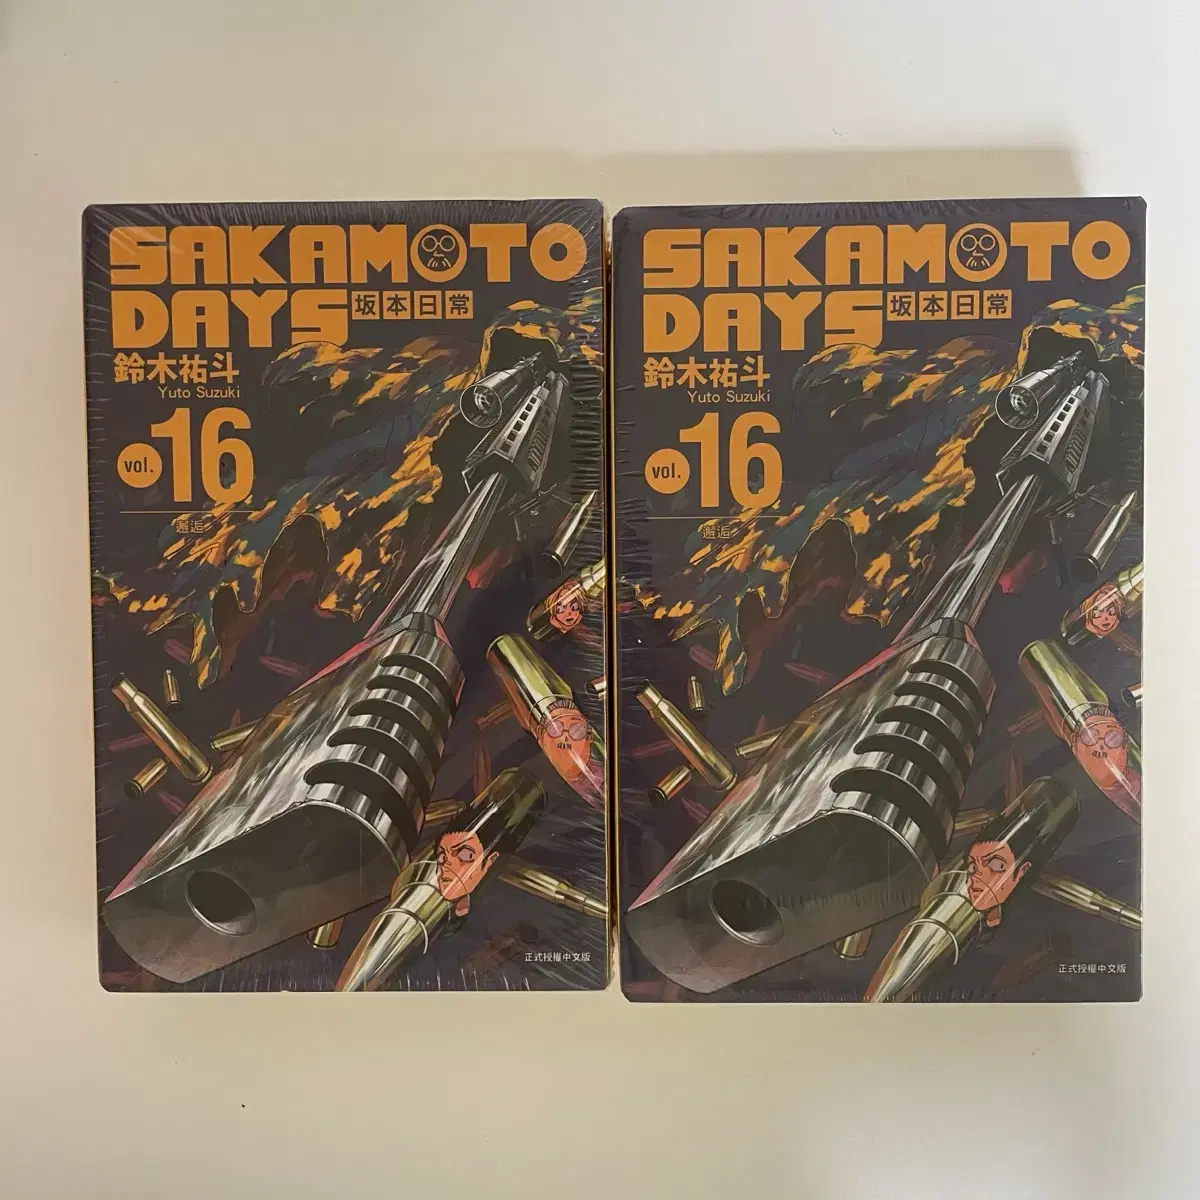 SAKAMOTO
DAYS 坂本日常
鈴木祐斗
Yuto Suzuki
vol. 16
邂逅
正式授權中文版
SAKAMOTO
DAYS 坂本日常
鈴木祐斗
Yuto Suzuki
vol. 16
邂逅
正式授權中文版